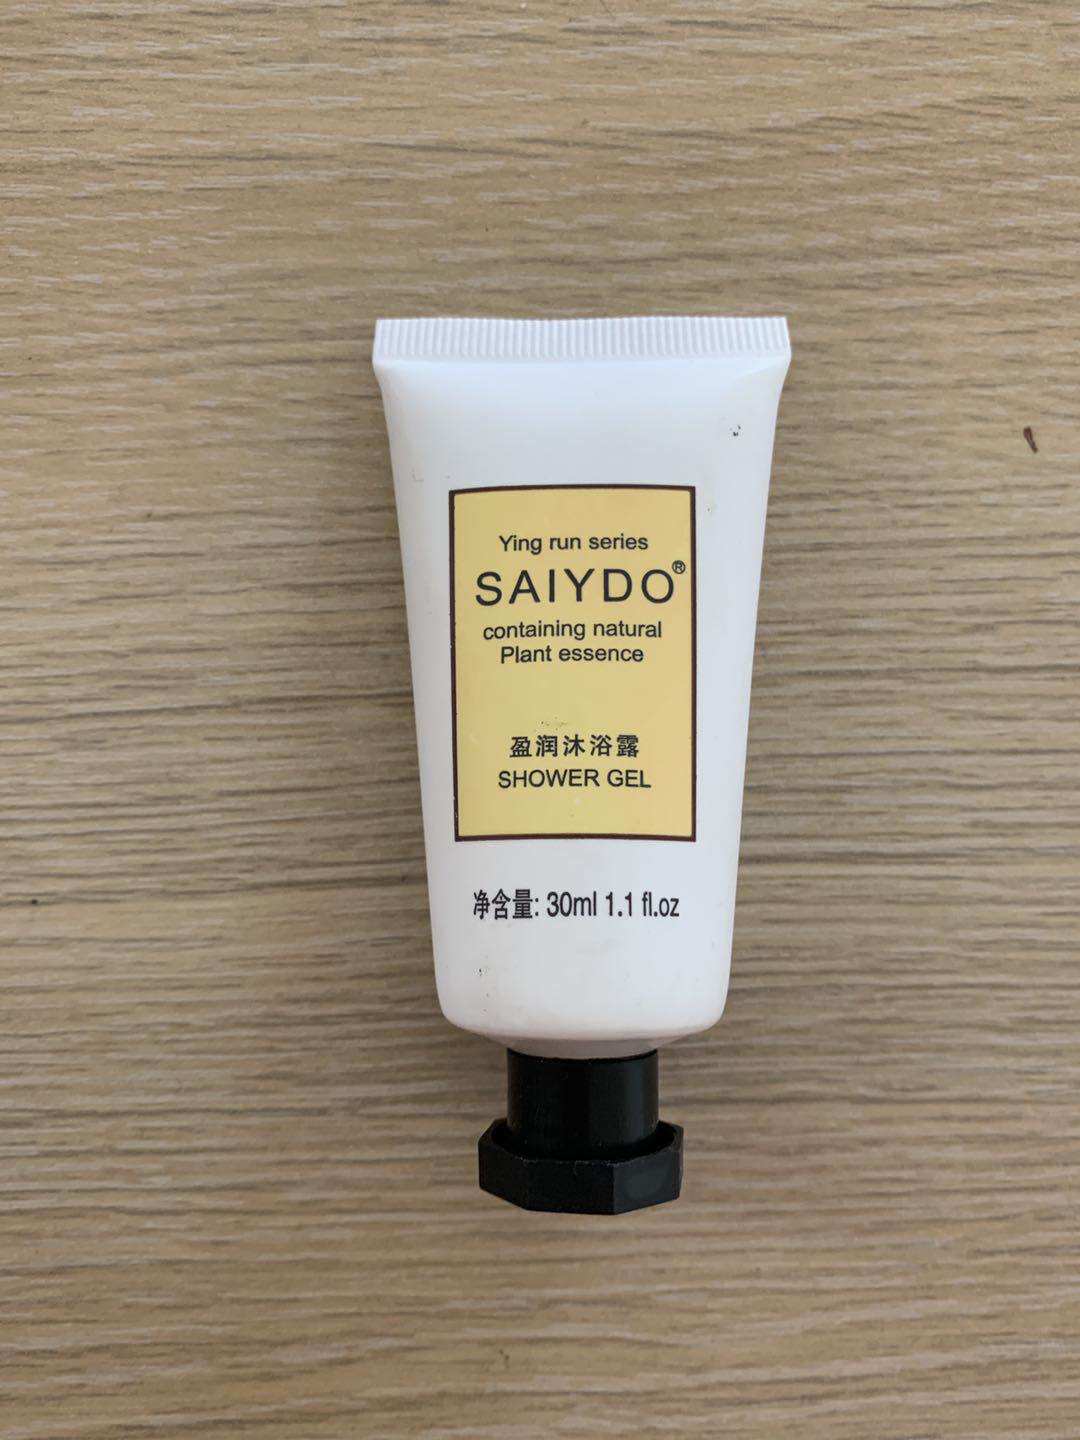 Ying run series
SAIYDO®
containing natural
Plant essence
盈润沐浴露
SHOWER GEL
净含量: 30ml 1.1 fl.oz